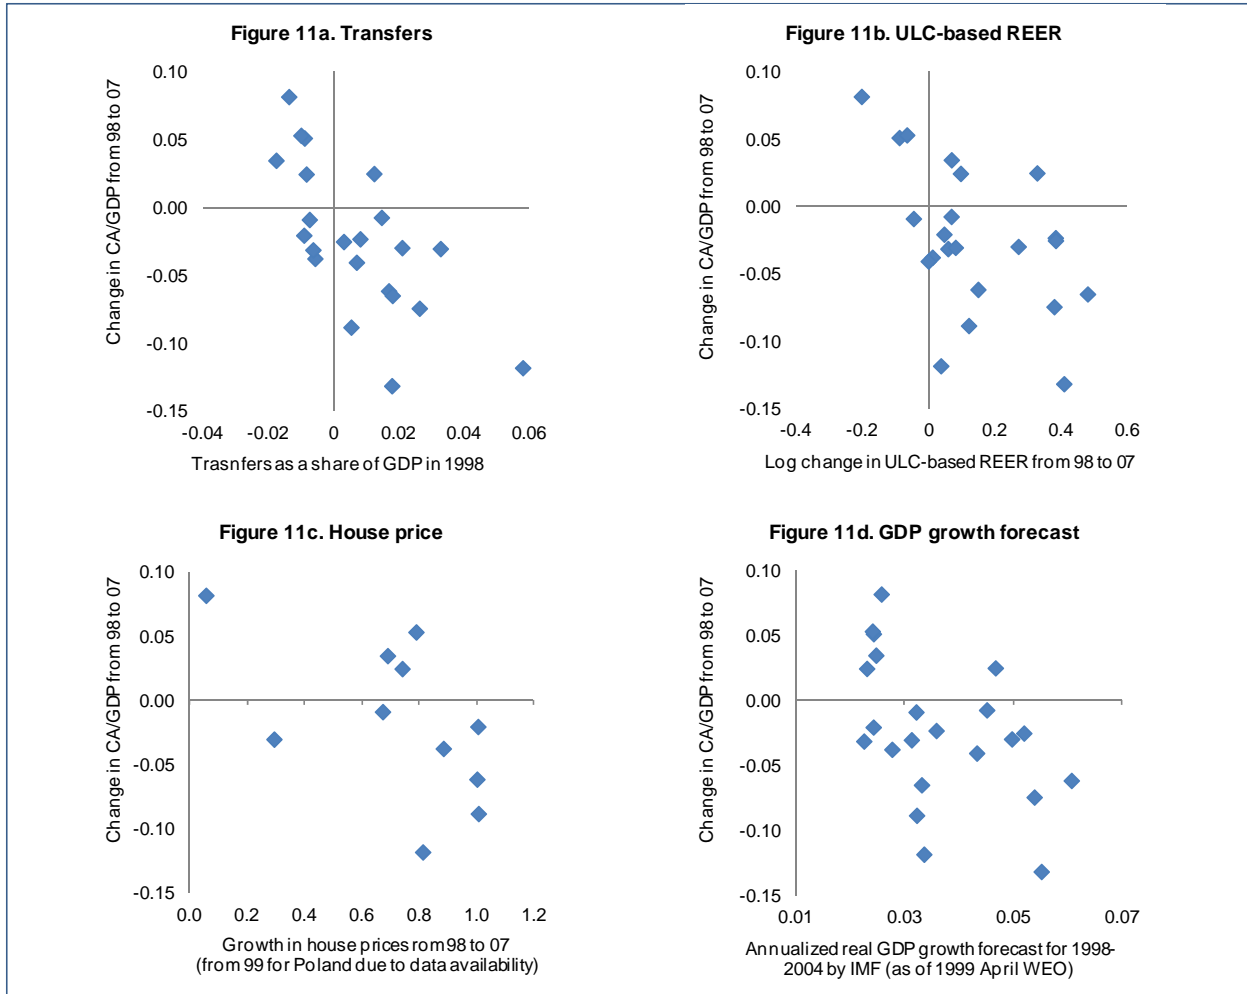 Figure 11a. Transfers
Change in CA/GDP from 98 to 07
0.10
0.05
0.00
-0.05
-0.10
-0.15
-0.04 -0.02 0 0.02 0.04 0.06
Trasnfers as a share of GDP in 1998
Figure 11b. ULC-based REER
Change in CA/GDP from 98 to 07
0.10
0.05
0.00
-0.05
-0.10
-0.15
-0.4 -0.2 0 0.2 0.4 0.6
Log change in ULC-based REER from 98 to 07
Figure 11c. House price
Change in CA/GDP from 98 to 07
0.10
0.05
0.00
-0.05
-0.10
-0.15
0.0 0.2 0.4 0.6 0.8 1.0 1.2
Growth in house prices rom 98 to 07
(from 99 for Poland due to data availability)
Figure 11d. GDP growth forecast
Change in CA/GDP from 98 to 07
0.10
0.05
0.00
-0.05
-0.10
-0.15
0.01 0.03 0.05 0.07
Annualized real GDP growth forecast for 1998-
2004 by IMF (as of 1999 April WEO)